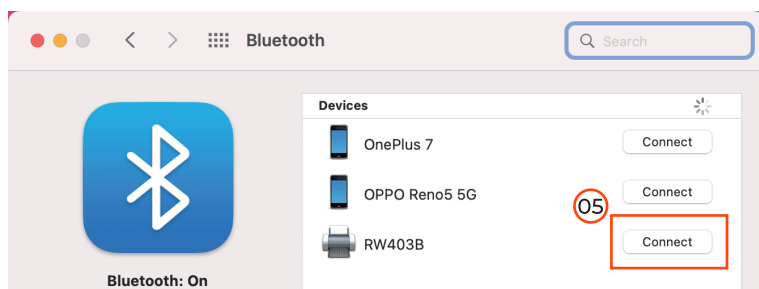 Bluetooth
Search
Devices
OnePlus 7
Connect
OPPO Reno5 5G
05
Connect
RW403B
Connect
Bluetooth: On